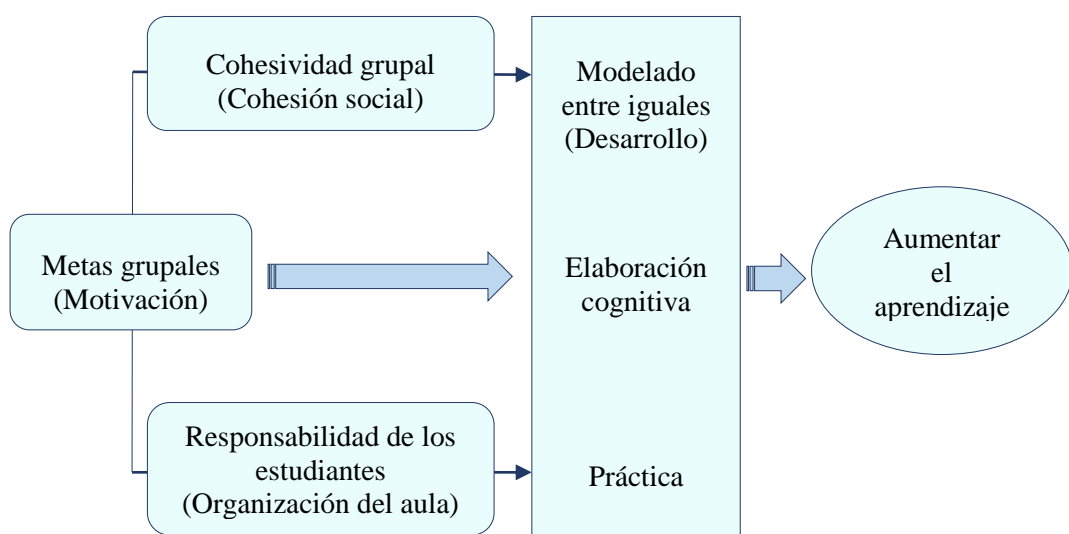 Cohesividad grupal
(Cohesión social)
Modelado
entre iguales
(Desarrollo)
Metas grupales
(Motivación)
Elaboración
cognitiva
Aumentar
el
aprendizaje
Responsabilidad de los
estudiantes
(Organización del aula)
Práctica